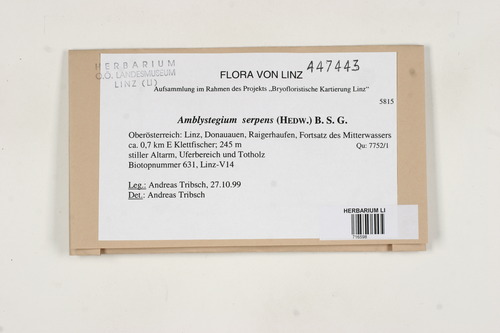 HERBARIUM
O.Ö. LANDESMUSEUM
LINZ (LI)
FLORA VON LINZ 447443
Aufsammlung im Rahmen des Projekts „Bryofloristische Kartierung Linz"
5815
Amblystegium serpens (HEDW.) B. S. G.
Oberösterreich: Linz, Donauauen, Raigerhaufen, Fortsatz des Mitterwassers
ca. 0,7 km E Klettfischer; 245 m Qu: 7752/1
stiller Altarm, Uferbereich und Totholz
Biotopnummer 631, Linz-V14
Leg.: Andreas Tribsch, 27.10.99
Det.: Andreas Tribsch
HERBARIUM LI
716598